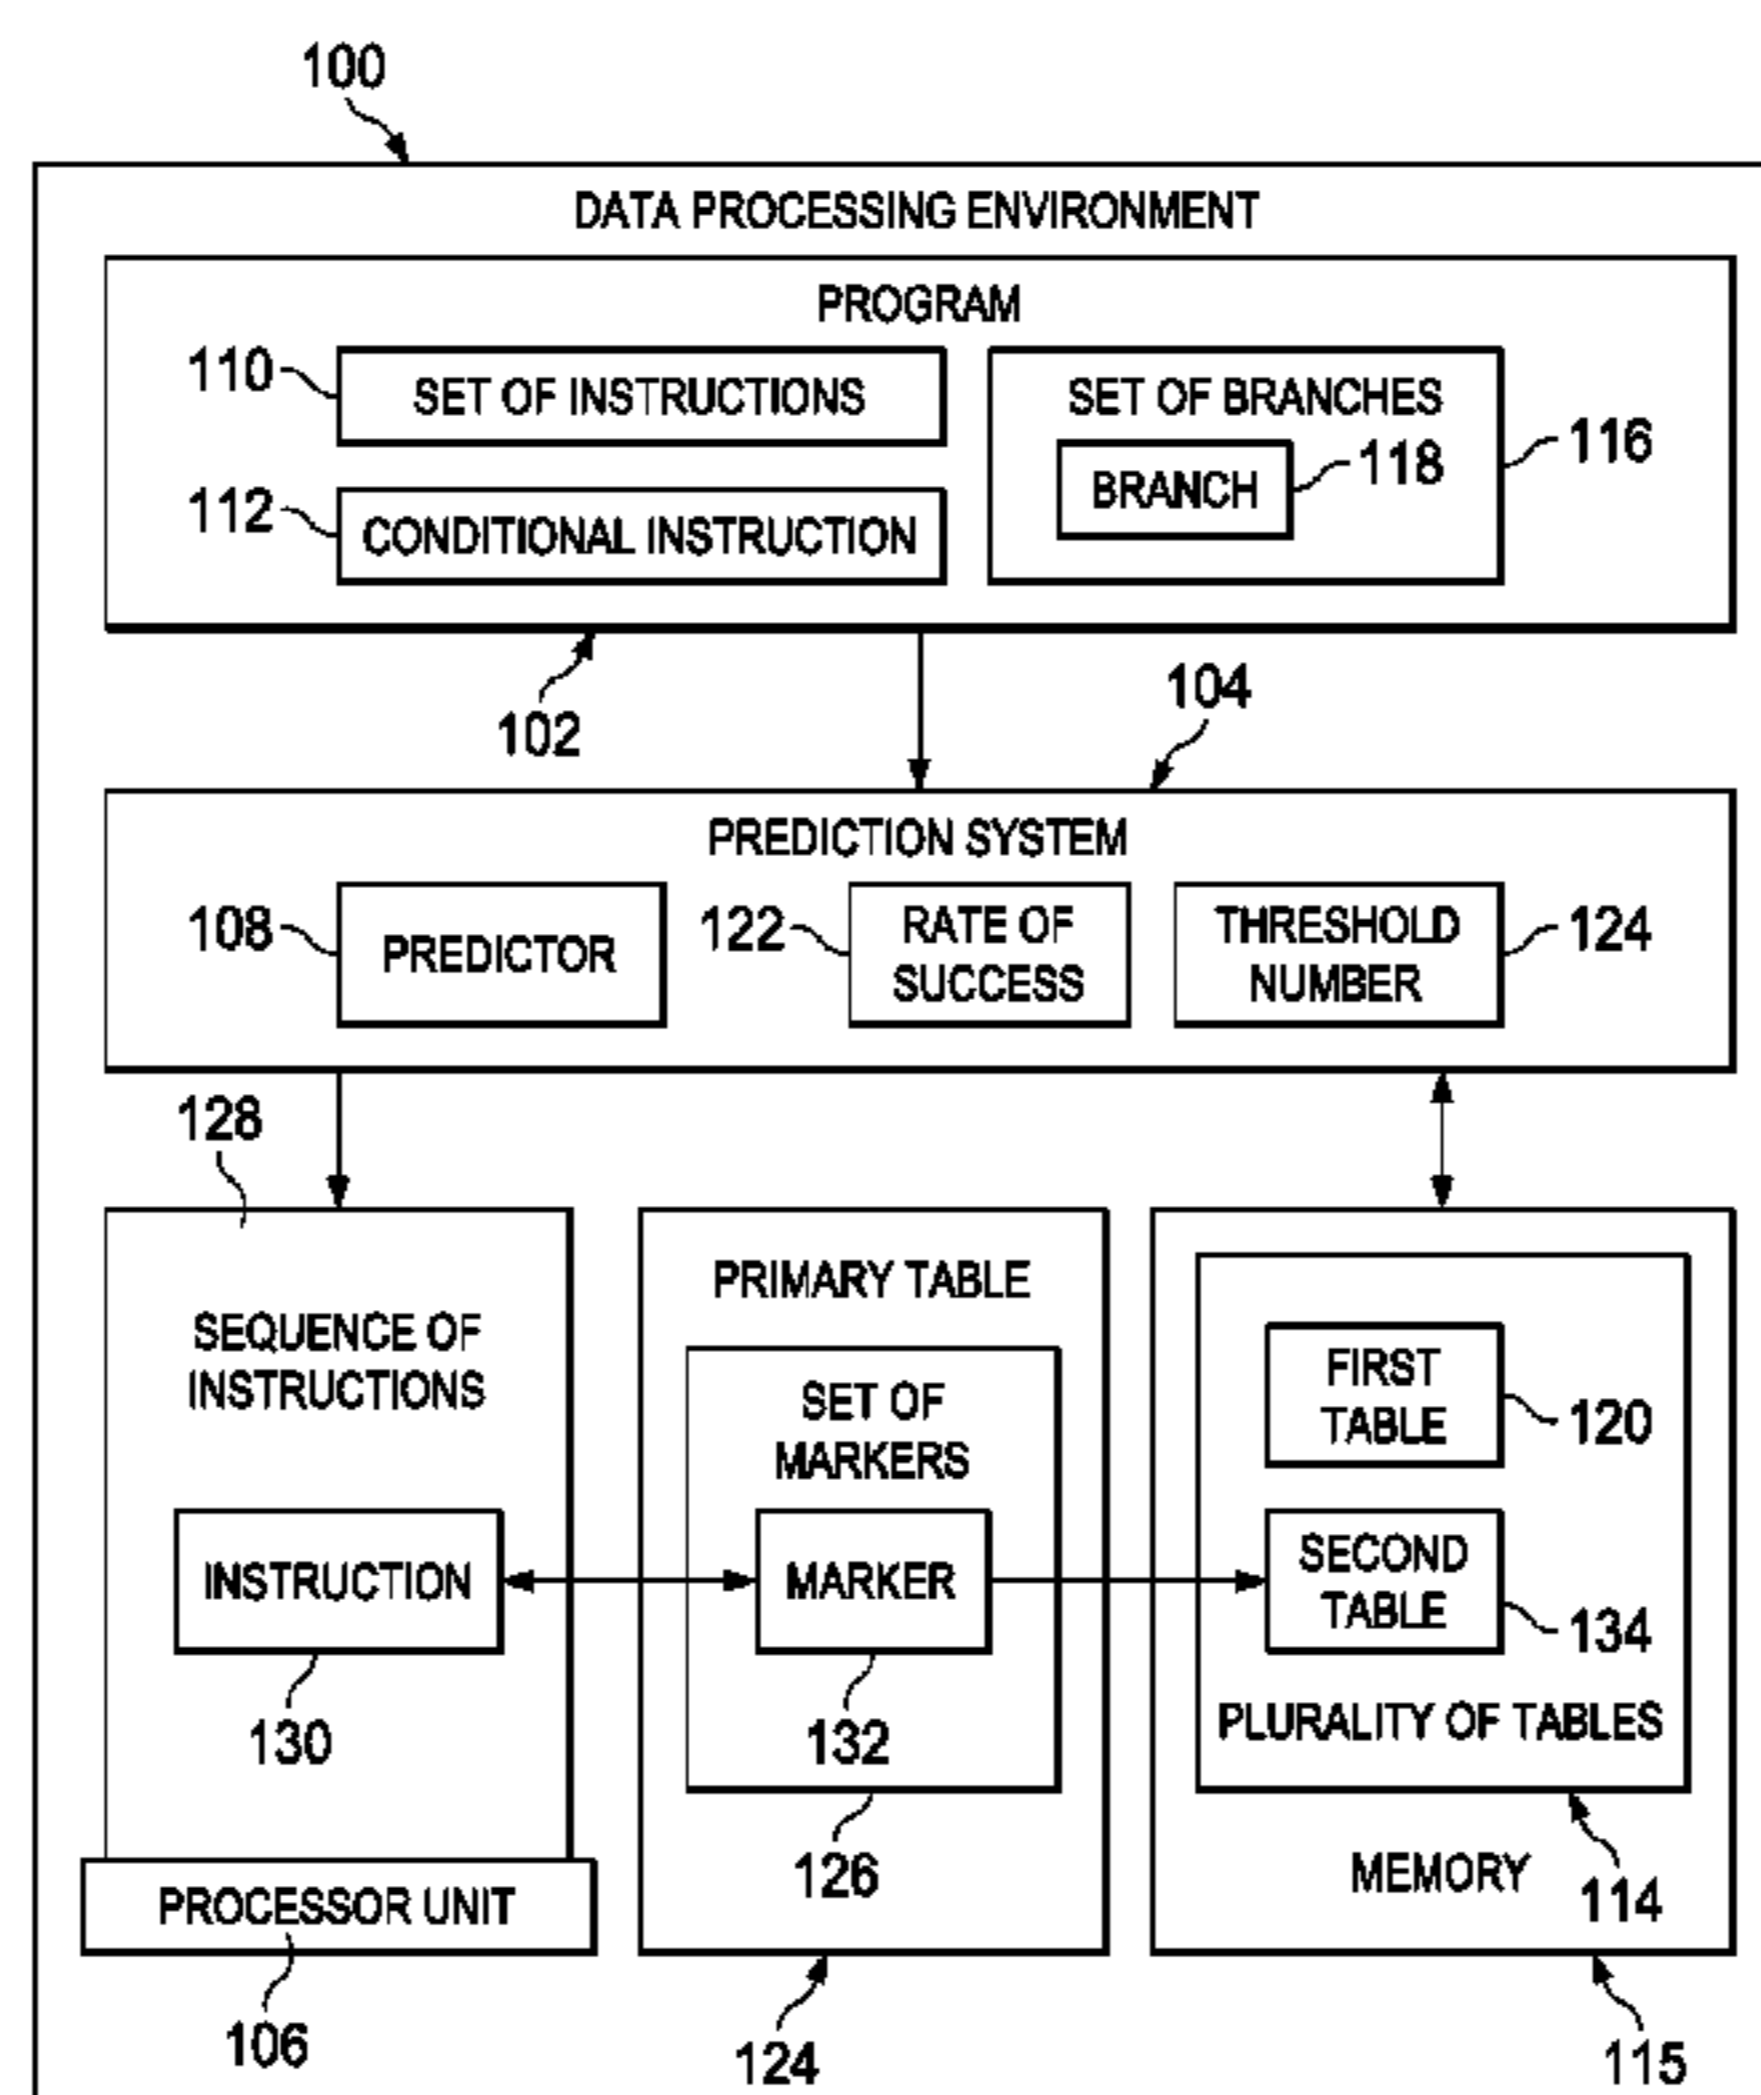 100
DATA PROCESSING ENVIRONMENT
PROGRAM
110
SET OF INSTRUCTIONS
112
CONDITIONAL INSTRUCTION
SET OF BRANCHES
116
BRANCH
118
102
104
PREDICTION SYSTEM
108
PREDICTOR
122
RATE OF
SUCCESS
THRESHOLD
NUMBER
124
128
SEQUENCE OF
INSTRUCTIONS
INSTRUCTION
130
PROCESSOR UNIT
106
PRIMARY TABLE
SET OF
MARKERS
MARKER
132
126
124
FIRST
TABLE
120
SECOND
TABLE
134
PLURALITY OF TABLES
114
MEMORY
115